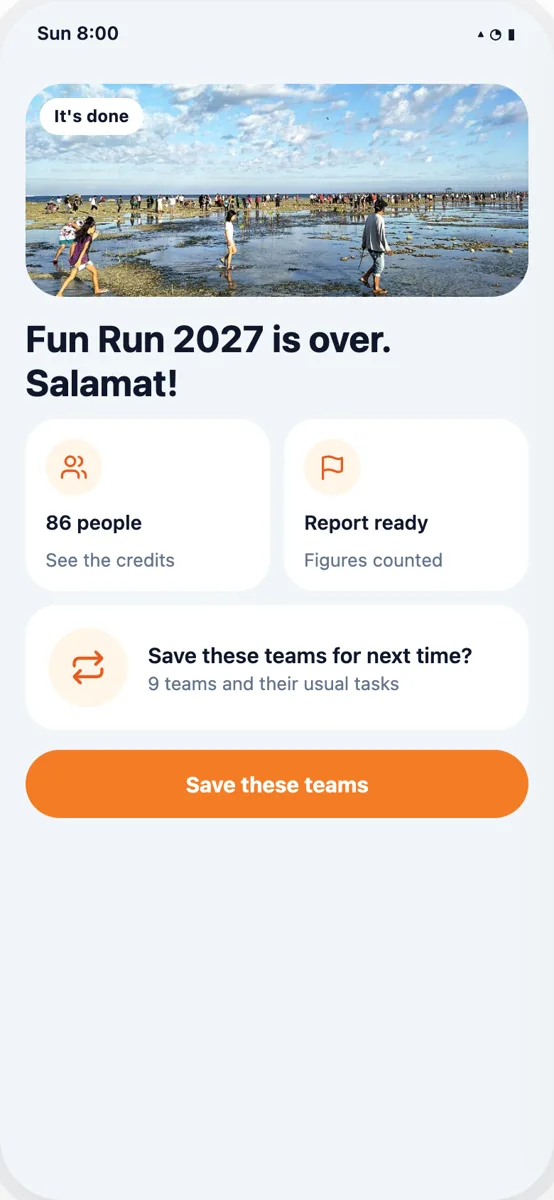 Sun 8:00
It's done
Fun Run 2027 is over.
Salamat!
86 people
See the credits
Report ready
Figures counted
Save these teams for next time?
9 teams and their usual tasks
Save these teams